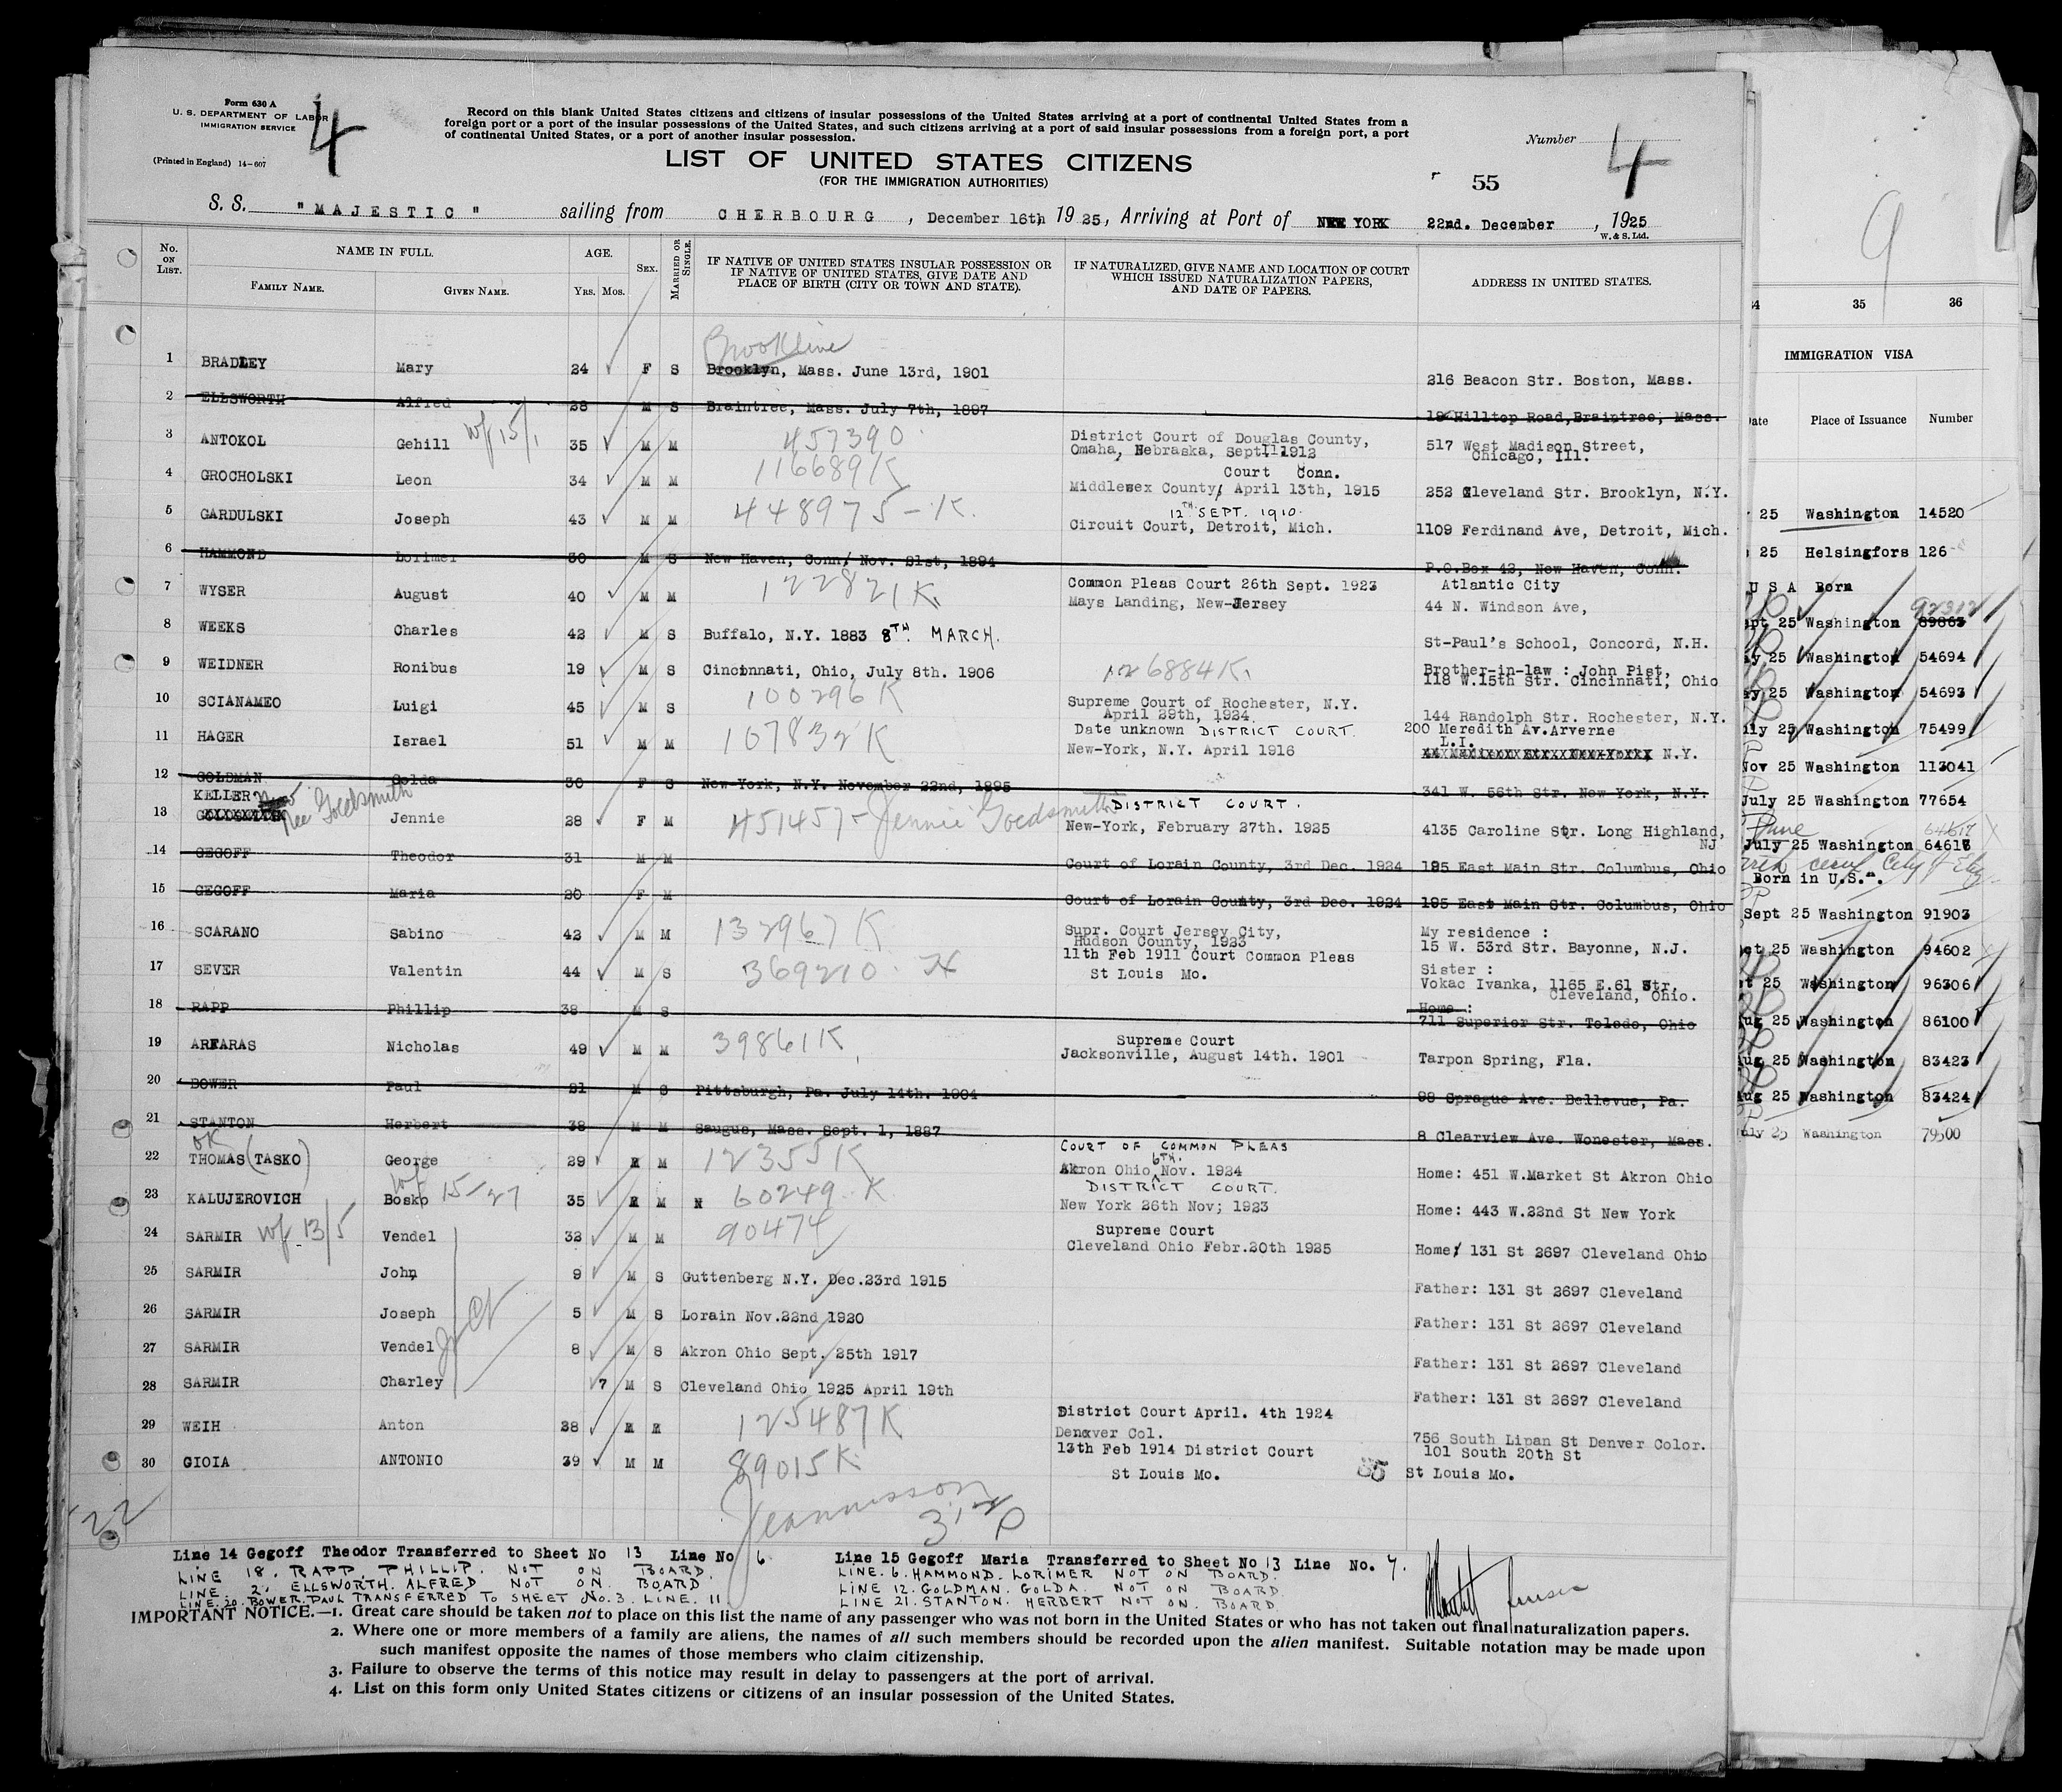 Form 630 A
U. S. DEPARTMENT OF LABOR
IMMIGRATION SERVICE
(Printed in England) 14-607
4
Record on this blank United States citizens and citizens of insular possessions of the United States arriving at a port of continental United States from a
foreign port or a port of the insular possessions of the United States, and such citizens arriving at a port of said insular possessions from a foreign port, a port
of continental United States, or a port of another insular possession.
LIST OF UNITED STATES CITIZENS
(FOR THE IMMIGRATION AUTHORITIES)
Number 4
55
S. S. "MAJESTIC" sailing from CHERBOURG, December 16th, 1925, Arriving at Port of NEW YORK 22nd. December, 1925
W. & S. Ltd.
No. ON LIST. NAME IN FULL. AGE. SEX. MARRIED OR SINGLE. IF NATIVE OF UNITED STATES INSULAR POSSESSION OR IF NATIVE OF UNITED STATES, GIVE DATE AND PLACE OF BIRTH (CITY OR TOWN AND STATE). IF NATURALIZED, GIVE NAME AND LOCATION OF COURT WHICH ISSUED NATURALIZATION PAPERS, AND DATE OF PAPERS. ADDRESS IN UNITED STATES.
FAMILY NAME. GIVEN NAME. YRS. MOS.
Brookline
1 BRADLEY Mary 24 F S Brooklyn, Mass. June 13rd, 1901 216 Beacon Str. Boston, Mass.
2 ELLSWORTH Alfred 28 M S Braintree, Mass. July 7th, 1897 19 Hilltop Road, Braintree, Mass.
3 ANTOKOL Gehill wf 15/1 35 M M 457390 District Court of Douglas County, 517 West Madison Street,
Omaha, Nebraska, Sept. 1912 Chicago, Ill.
4 GROCHOLSKI Leon 34 M M 116689K Court Conn.
Middlesex County, April 13th, 1915 252 Cleveland Str. Brooklyn, N.Y.
5 GARDULSKI Joseph 43 M M 448975-K. 12TH SEPT. 1910.
Circuit Court, Detroit, Mich. 1109 Ferdinand Ave, Detroit, Mich.
6 HAMMOND Lorimer 30 M S New Haven, Conn/ Nov. 21st, 1894 P.O.Box 42, New Haven, Conn.
7 WYSER August 40 M M 122821K. Common Pleas Court 26th Sept. 1923 Atlantic City
Mays Landing, New-Jersey 44 N. Windson Ave,
8 WEEKS Charles 42 M S Buffalo, N.Y. 1883 8TH MARCH. St-Paul's School, Concord, N.H.
9 WEIDNER Ronibus 19 M S Cincinnati, Ohio, July 8th. 1906 126884K. Brother-in-law : John Pist,
118 W.15th Str. Cincinnati, Ohio
10 SCIANAMEO Luigi 45 M S 100296K Supreme Court of Rochester, N.Y.
April 29th, 1924 144 Randolph Str. Rochester, N.Y.
11 HAGER Israel 51 M M 107832K Date unknown DISTRICT COURT. 200 Meredith Av.Arverne
L.I.
New-York, N.Y. April 1916 N.Y.
12 GOLDMAN Golda 30 F S New-York, N.Y. November 22nd, 1895 341 W. 56th Str. New York, N.Y.
KELLER Nee Goldsmith
13 Jennie 28 F M 451457- Jennie Goldsmith DISTRICT COURT.
New-York, February 27th. 1925 4135 Caroline Str. Long Highland,
NJ
14 GEGOFF Theodor 31 M M Court of Lorain County, 3rd Dec. 1924 195 East Main Str. Columbus, Ohio
15 GEGOFF Maria 20 F M Court of Lorain County, 3rd Dec. 1924 195 East Main Str. Columbus, Ohio
16 SCARANO Sabino 42 M M 132967K Supr. Court Jersey City, My residence :
Hudson County, 1923 15 W. 53rd Str. Bayonne, N.J.
17 SEVER Valentin 44 M S 369210 11th Feb 1911 Court Common Pleas Sister :
St Louis Mo. Vokac Ivanka, 1165 E.61 Str,
Cleveland, Ohio.
18 RAPP Phillip 38 M S Home :
711 Superior Str. Toledo, Ohio
19 ARFARAS Nicholas 49 M M 39861K Supreme Court
Jacksonville, August 14th. 1901 Tarpon Spring, Fla.
20 BOWER Paul 21 M S Pittsburgh, Pa. July 14th. 1904 98 Sprague Ave. Bellevue, Pa.
21 STANTON Herbert 38 M M Saugus, Mass. Sept. 1, 1887 8 Clearview Ave. Wonester, Mass.
OK COURT OF COMMON PLEAS
22 THOMAS (TASKO) George 29 M 12355K Akron Ohio 6TH. Nov. 1924 Home: 451 W.Market St Akron Ohio
23 KALUJEROVICH Bosko wf 15-27 35 M 60249 K DISTRICT COURT.
New York 26th Nov; 1923 Home: 443 W.22nd St New York
24 SARMIR wf 13/5 Vendel 32 M M 90474 Supreme Court
Cleveland Ohio Febr.20th 1925 Home; 131 St 2697 Cleveland Ohio
25 SARMIR John 9 M S Guttenberg N.Y. Dec.23rd 1915 Father: 131 St 2697 Cleveland
26 SARMIR Joseph 5 M S Lorain Nov.22nd 1920 Father: 131 St 2697 Cleveland
27 SARMIR Vendel 8 M S Akron Ohio Sept. 25th 1917 Father: 131 St 2697 Cleveland
28 SARMIR Charley 7 M S Cleveland Ohio 1925 April 19th Father: 131 St 2697 Cleveland
29 WEIH Anton 38 125487K District Court April. 4th 1924
Denver Col. 756 South Lipan St Denver Color.
30 GIOIA ANTONIO 39 M M 89015K 13th Feb 1914 District Court 101 South 20th St
St Louis Mo. St Louis Mo.
22
Line 14 Gegoff Theodor Transferred to Sheet No 13 Line No 6. Line 15 Gegoff Maria Transferred to Sheet No 13 Line No. 7.
LINE 18. RAPP. PHILLIP. NOT ON BOARD. LINE. 6. HAMMOND. LORIMER NOT ON BOARD.
LINE. 2. ELLSWORTH. ALFRED NOT ON. BOARD LINE 12. GOLDMAN. GOLDA. NOT ON BOARD.
LINE. 20. BOWER. PAUL TRANSFERRED TO SHEET No. 3. LINE. 11. LINE 21. STANTON. HERBERT NOT ON. BOARD.
IMPORTANT NOTICE.—1. Great care should be taken not to place on this list the name of any passenger who was not born in the United States or who has not taken out final naturalization papers.
2. Where one or more members of a family are aliens, the names of all such members should be recorded upon the alien manifest. Suitable notation may be made upon
such manifest opposite the names of those members who claim citizenship.
3. Failure to observe the terms of this notice may result in delay to passengers at the port of arrival.
4. List on this form only United States citizens or citizens of an insular possession of the United States.
9
35 36
IMMIGRATION VISA
Place of Issuance Number
25 Washington 14520
25 Helsingfors 126
U S A Born
92312
25 Washington 89863
25 Washington 54694
25 Washington 54693
25 Washington 75499
Nov 25 Washington 113041
July 25 Washington 77654
June
July 25 Washington 64618
Born in U.S.A.
Sept 25 Washington 91903
25 Washington 94602
25 Washington 96306
25 Washington 86100
25 Washington 83423
25 Washington 83424
25 Washington 79500